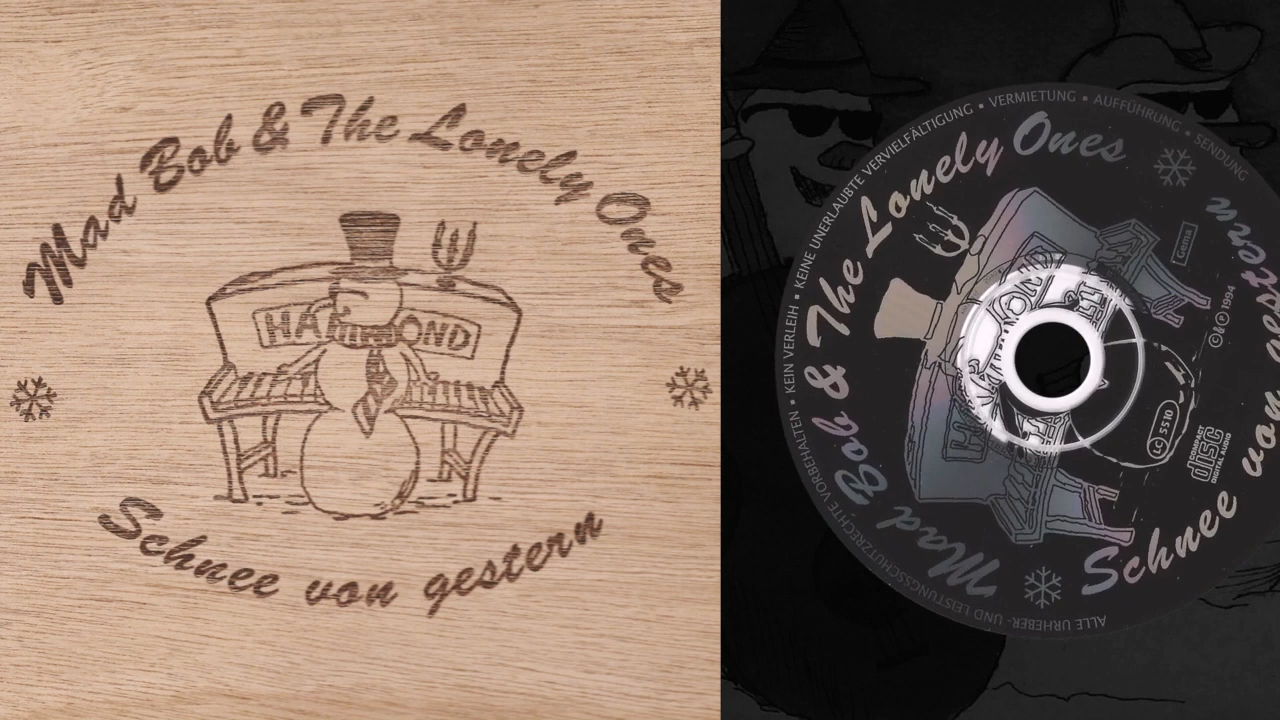 Mad Bob & The Lonely Ones
HAMMOND
Schnee von gestern
ALLE URHEBER- UND LEISTUNGSSCHUTZRECHTE VORBEHALTEN ▪ KEIN VERLEIH ▪ KEINE UNERLAUBTE VERVIELFÄLTIGUNG ▪ VERMIETUNG ▪ AUFFÜHRUNG ▪ SENDUNG
Mad Bob & The Lonely Ones
Gema
℗&© 1994
LC 5510
COMPACT
disc
DIGITAL AUDIO
Schnee von gestern